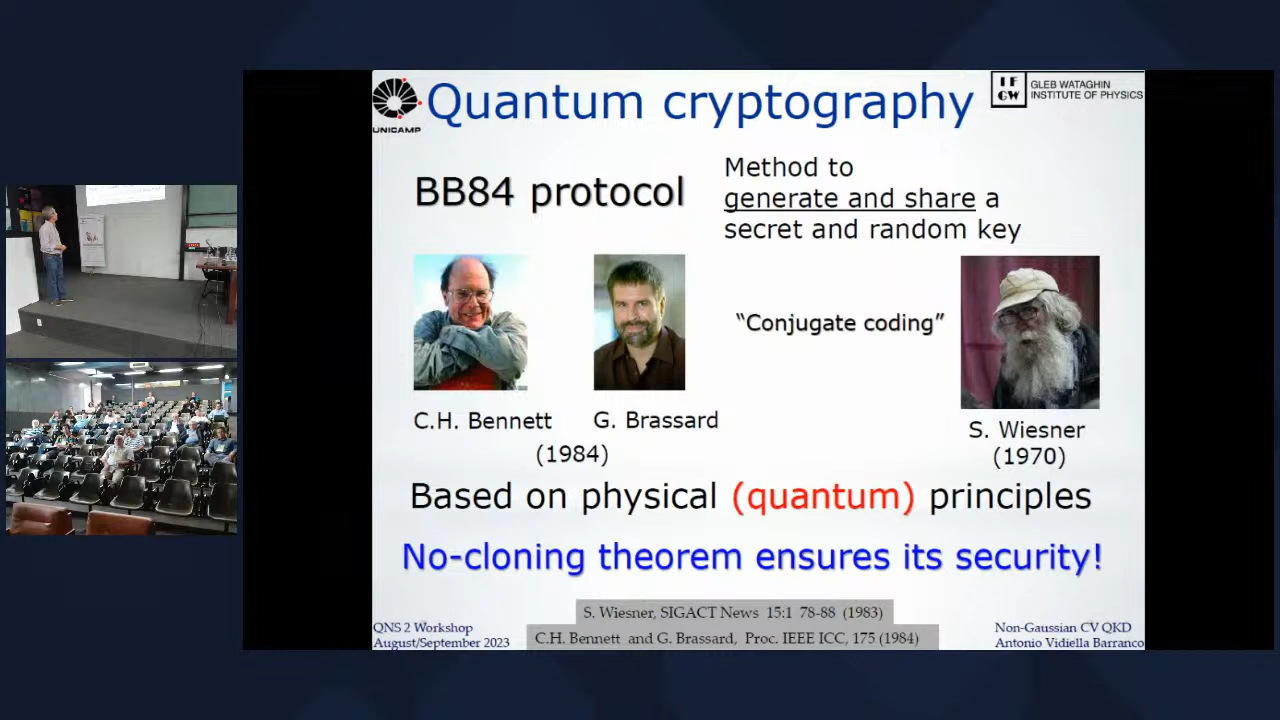 Quantum cryptography
UNICAMP
IF
GW
GLEB WATAGHIN
INSTITUTE OF PHYSICS
BB84 protocol
Method to
generate and share a
secret and random key
“Conjugate coding”
C.H. Bennett
G. Brassard
(1984)
S. Wiesner
(1970)
Based on physical (quantum) principles
No-cloning theorem ensures its security!
S. Wiesner, SIGACT News 15:1 78-88 (1983)
C.H. Bennett and G. Brassard, Proc. IEEE ICC, 175 (1984)
QNS 2 Workshop
August/September 2023
Non-Gaussian CV QKD
Antonio Vidiella Barranco